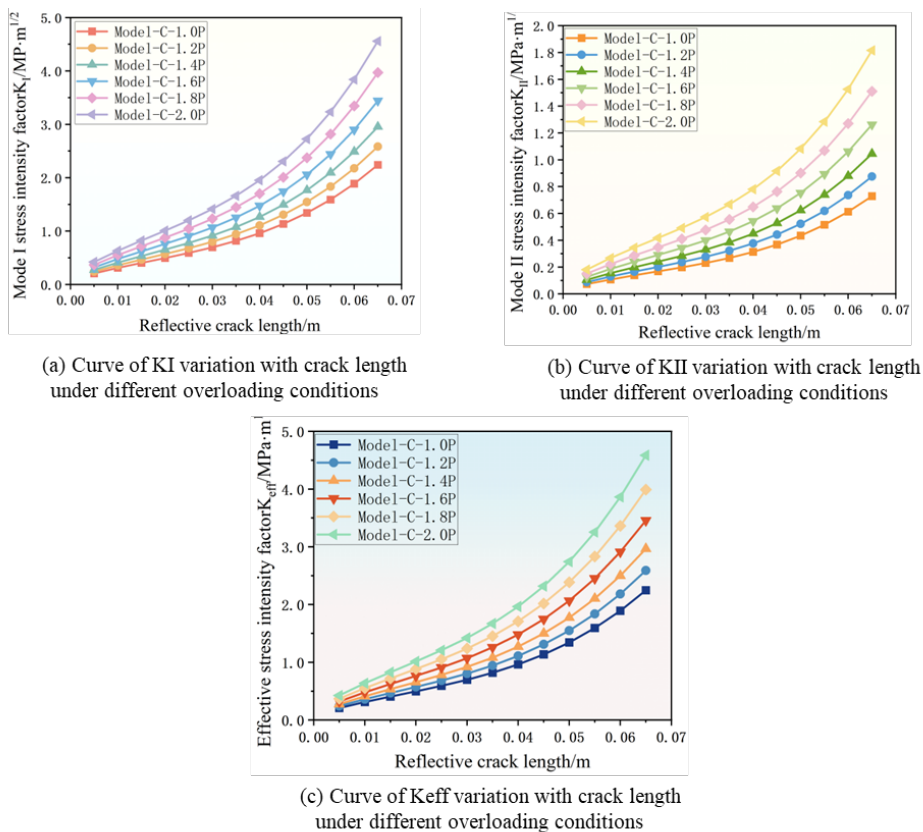 Mode I stress intensity factorKI/MP·m1/2
5.0
4.0
3.0
2.0
1.0
0.0
Model-C-1.0P
Model-C-1.2P
Model-C-1.4P
Model-C-1.6P
Model-C-1.8P
Model-C-2.0P
0.00 0.01 0.02 0.03 0.04 0.05 0.06 0.07
Reflective crack length/m
(a) Curve of KI variation with crack length
under different overloading conditions
Mode II stress intensity factorKII/MPa·m1/
2.0
1.8
1.6
1.4
1.2
1.0
0.8
0.6
0.4
0.2
0.0
Model-C-1.0P
Model-C-1.2P
Model-C-1.4P
Model-C-1.6P
Model-C-1.8P
Model-C-2.0P
0.00 0.01 0.02 0.03 0.04 0.05 0.06 0.07
Reflective crack length/m
(b) Curve of KII variation with crack length
under different overloading conditions
Effective stress intensity factorKeff/MPa·m1
5.0
4.0
3.0
2.0
1.0
0.0
Model-C-1.0P
Model-C-1.2P
Model-C-1.4P
Model-C-1.6P
Model-C-1.8P
Model-C-2.0P
0.00 0.01 0.02 0.03 0.04 0.05 0.06 0.07
Reflective crack length/m
(c) Curve of Keff variation with crack length
under different overloading conditions